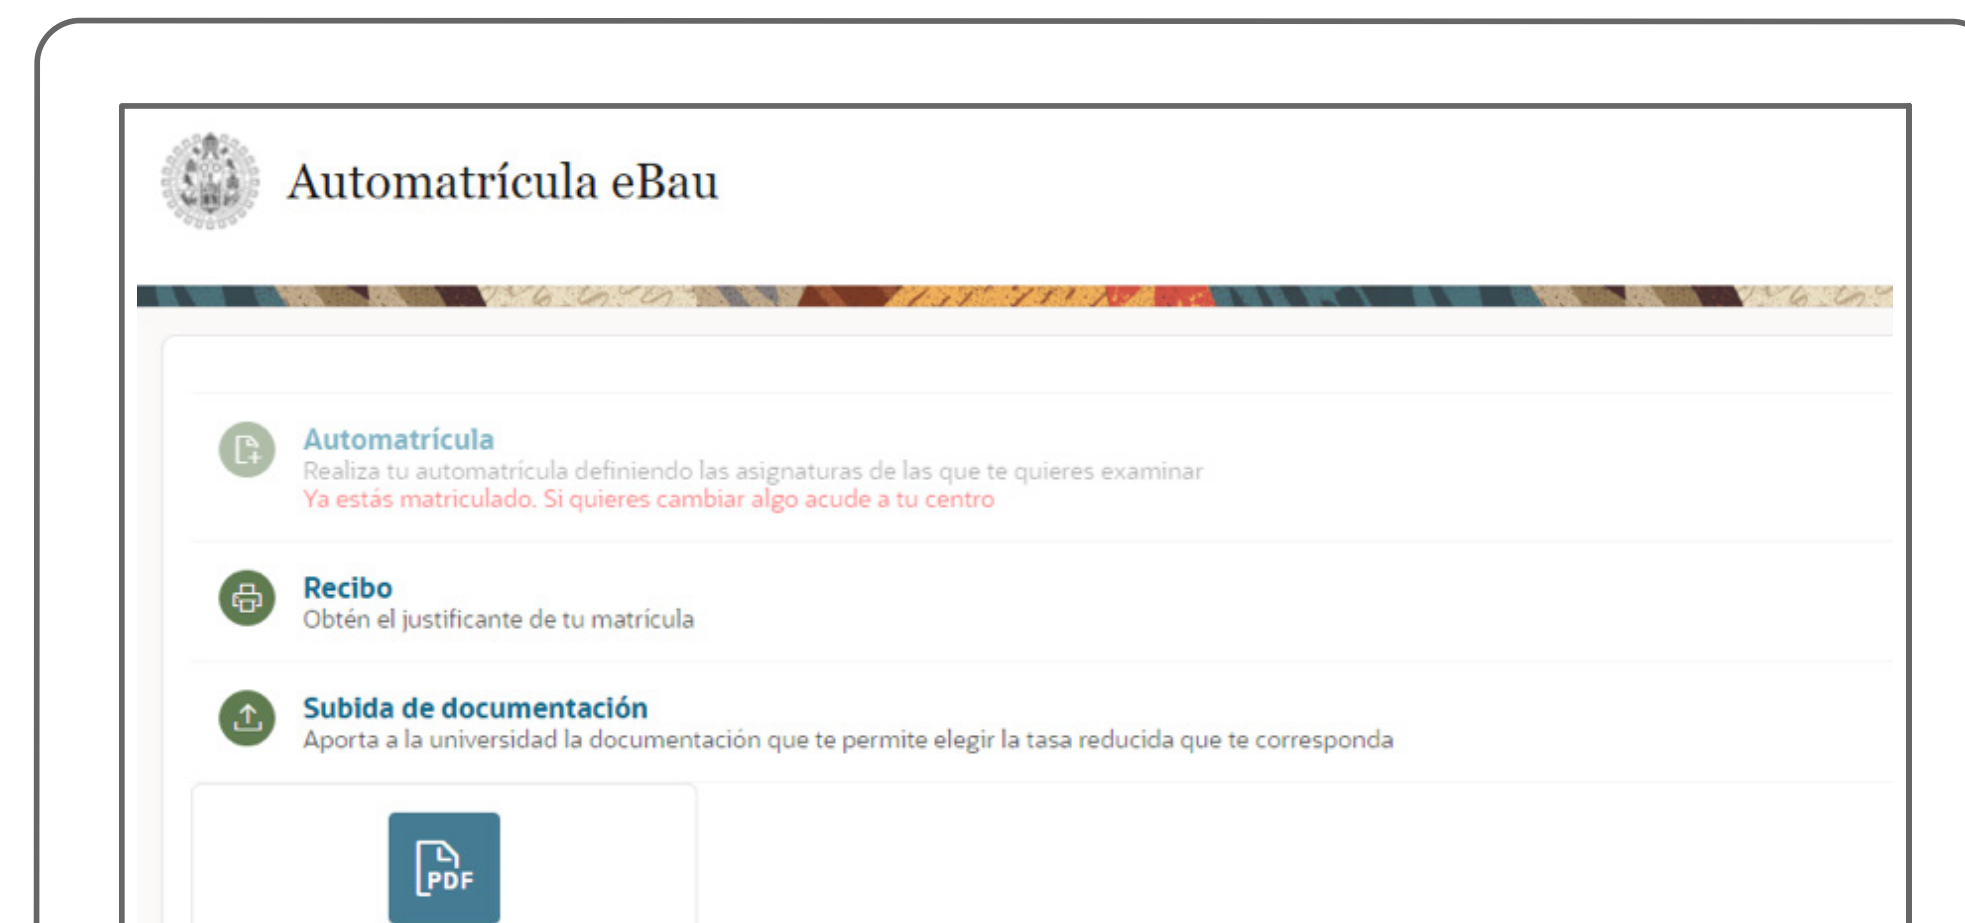 Automatrícula eBau
Automatrícula
Realiza tu automatrícula definiendo las asignaturas de las que te quieres examinar
Ya estás matriculado. Si quieres cambiar algo acude a tu centro
Recibo
Obtén el justificante de tu matrícula
Subida de documentación
Aporta a la universidad la documentación que te permite elegir la tasa reducida que te corresponda
PDF